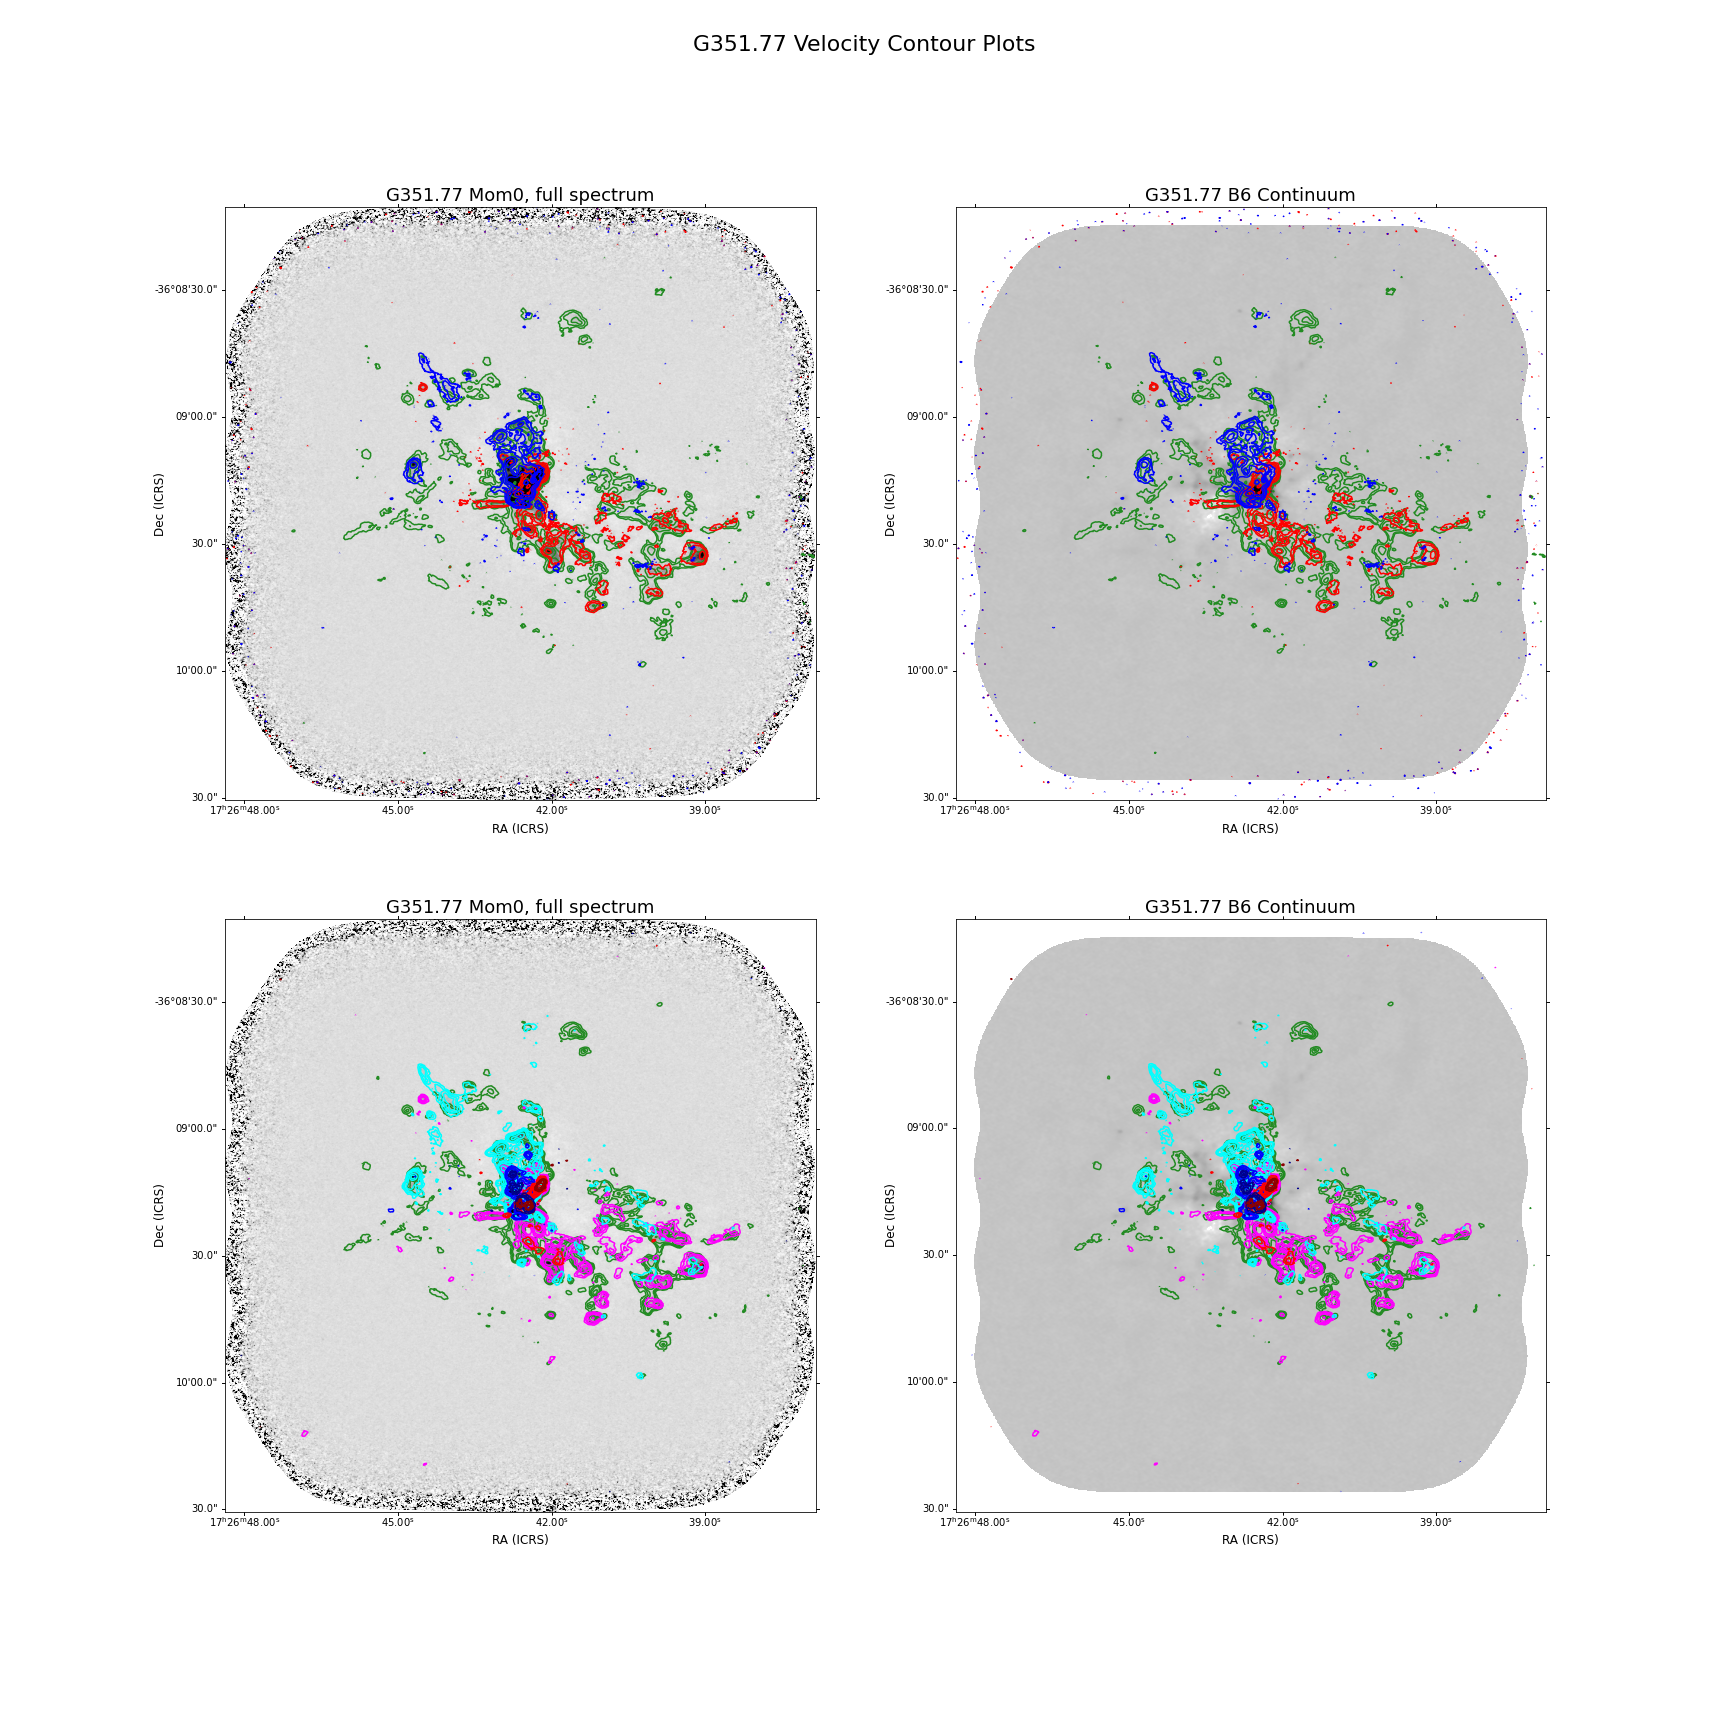 G351.77 Velocity Contour Plots
G351.77 Mom0, full spectrum
-36°08'30.0"
09'00.0"
30.0"
10'00.0"
30.0"
Dec (ICRS)
17ʰ26ᵐ48.00ˢ
45.00ˢ
42.00ˢ
39.00ˢ
RA (ICRS)
G351.77 B6 Continuum
-36°08'30.0"
09'00.0"
30.0"
10'00.0"
30.0"
Dec (ICRS)
17ʰ26ᵐ48.00ˢ
45.00ˢ
42.00ˢ
39.00ˢ
RA (ICRS)
G351.77 Mom0, full spectrum
-36°08'30.0"
09'00.0"
30.0"
10'00.0"
30.0"
Dec (ICRS)
17ʰ26ᵐ48.00ˢ
45.00ˢ
42.00ˢ
39.00ˢ
RA (ICRS)
G351.77 B6 Continuum
-36°08'30.0"
09'00.0"
30.0"
10'00.0"
30.0"
Dec (ICRS)
17ʰ26ᵐ48.00ˢ
45.00ˢ
42.00ˢ
39.00ˢ
RA (ICRS)